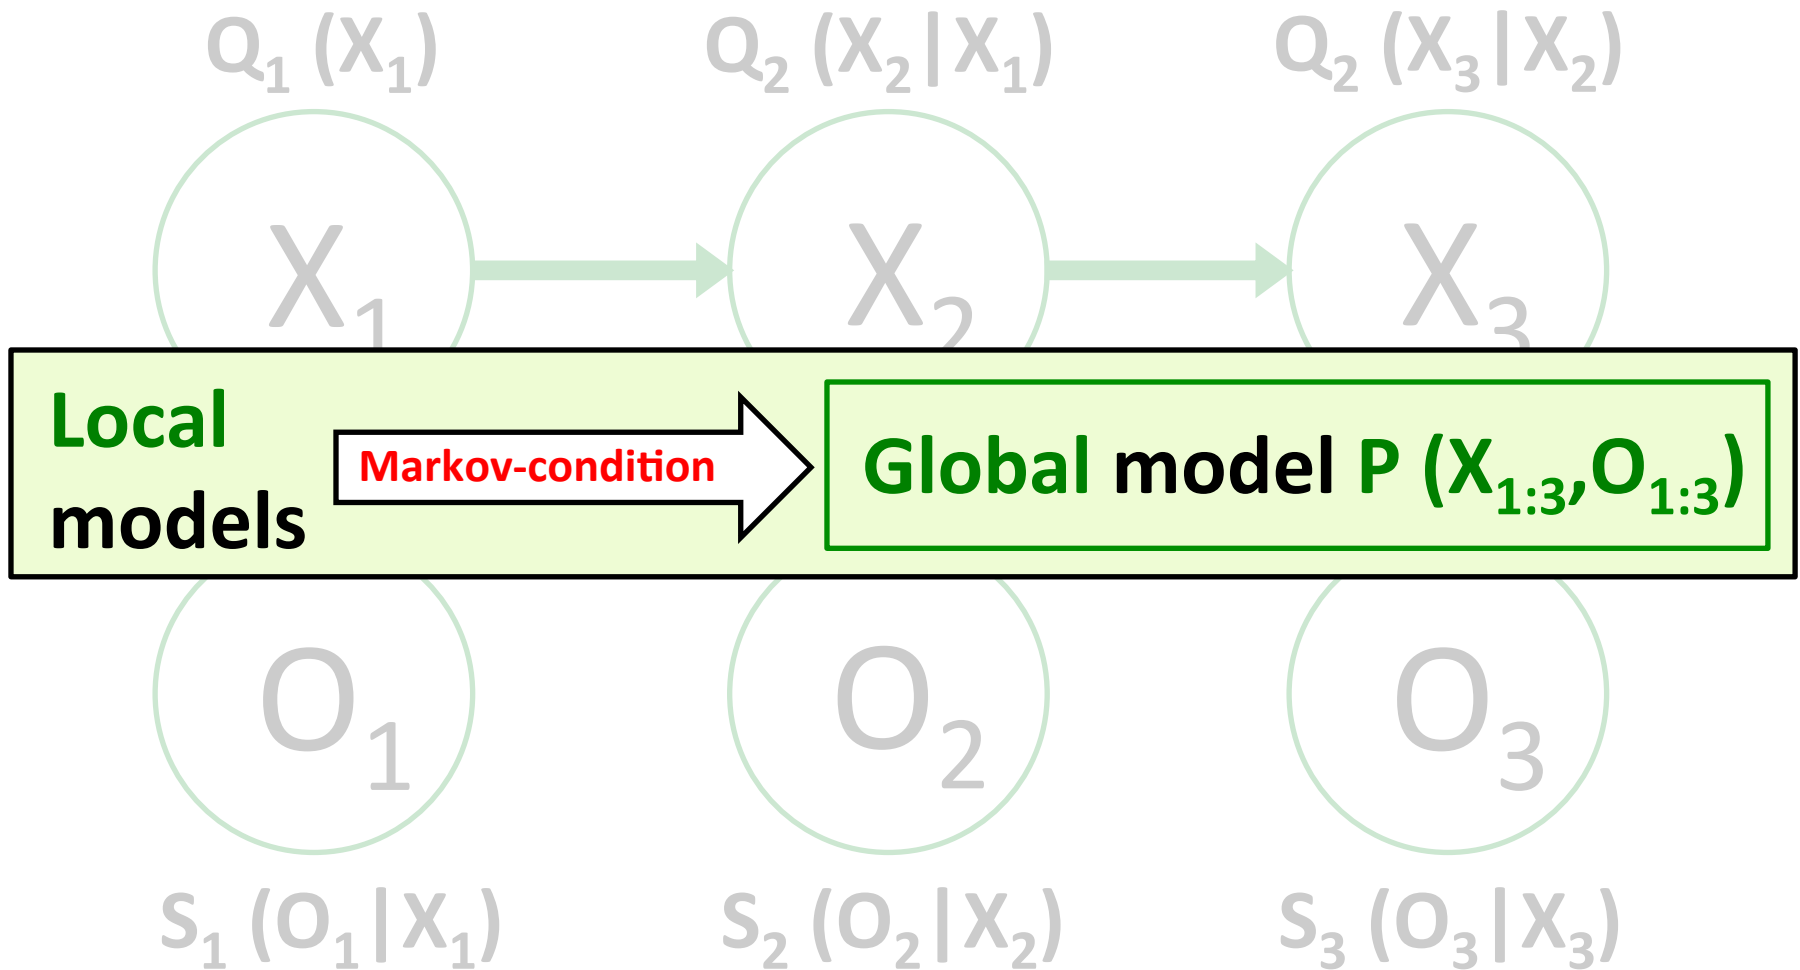 Q₁ (X₁) Q₂ (X₂|X₁) Q₂ (X₃|X₂)
X₁ X₂ X₃
Local models
Markov-condition
Global model P (X₁:₃,O₁:₃)
O₁ O₂ O₃
S₁ (O₁|X₁) S₂ (O₂|X₂) S₃ (O₃|X₃)